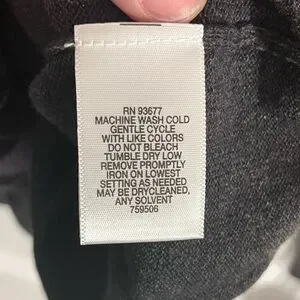 RN 93677
MACHINE WASH COLD
GENTLE CYCLE
WITH LIKE COLORS
DO NOT BLEACH
TUMBLE DRY LOW
REMOVE PROMPTLY
IRON ON LOWEST
SETTING AS NEEDED
MAY BE DRYCLEANED,
ANY SOLVENT
759506